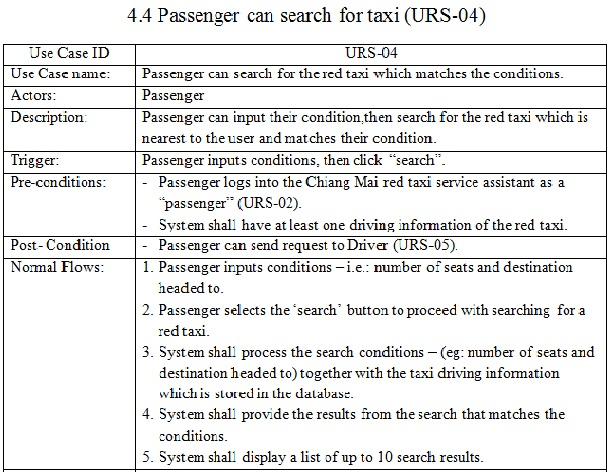 4.4 Passenger can search for taxi (URS-04)
Use Case ID URS-04
Use Case name: Passenger can search for the red taxi which matches the conditions.
Actors: Passenger
Description: Passenger can input their condition,then search for the red taxi which is
nearest to the user and matches their condition.
Trigger: Passenger inputs conditions, then click “search”.
Pre-conditions: - Passenger logs into the Chiang Mai red taxi service assistant as a
“passenger” (URS-02).
- System shall have at least one driving information of the red taxi.
Post- Condition - Passenger can send request to Driver (URS-05).
Normal Flows: 1. Passenger inputs conditions – i.e.: number of seats and destination
headed to.
2. Passenger selects the ‘search’ button to proceed with searching for a
red taxi.
3. System shall process the search conditions – (eg: number of seats and
destination headed to) together with the taxi driving information
which is stored in the database.
4. System shall provide the results from the search that matches the
conditions.
5. System shall display a list of up to 10 search results.